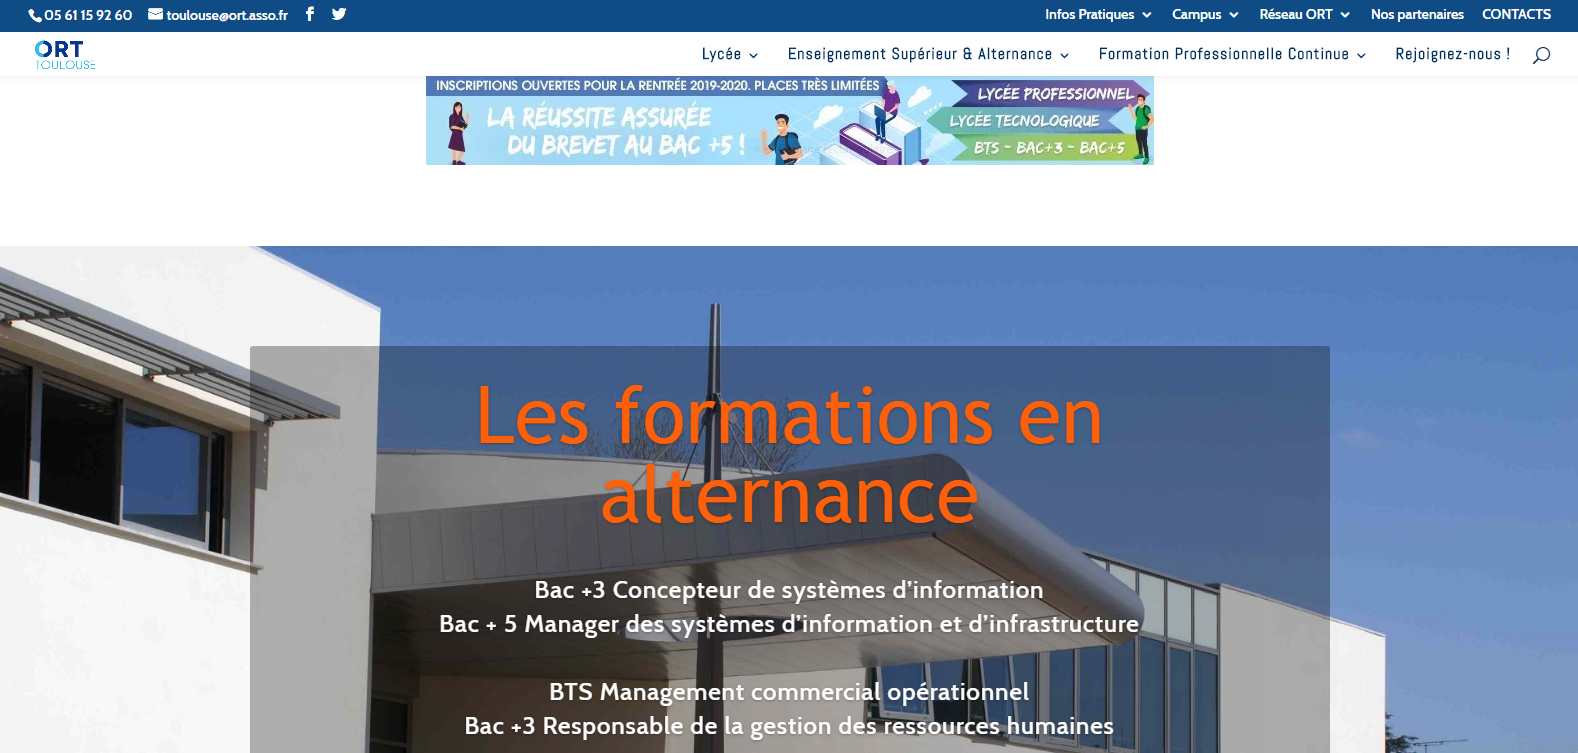 05 61 15 92 60 toulouse@ort.asso.fr Infos Pratiques Campus Réseau ORT Nos partenaires CONTACTS
ORT
TOULOUSE
Lycée Enseignement Supérieur & Alternance Formation Professionnelle Continue Rejoignez-nous !
INSCRIPTIONS OUVERTES POUR LA RENTRÉE 2019-2020. PLACES TRÈS LIMITÉES
LA RÉUSSITE ASSURÉE
DU BREVET AU BAC +5 !
LYCÉE PROFESSIONNEL
LYCÉE TECNOLOGIQUE
BTS - BAC+3 - BAC+5
Les formations en
alternance
Bac +3 Concepteur de systèmes d’information
Bac + 5 Manager des systèmes d’information et d’infrastructure
BTS Management commercial opérationnel
Bac +3 Responsable de la gestion des ressources humaines